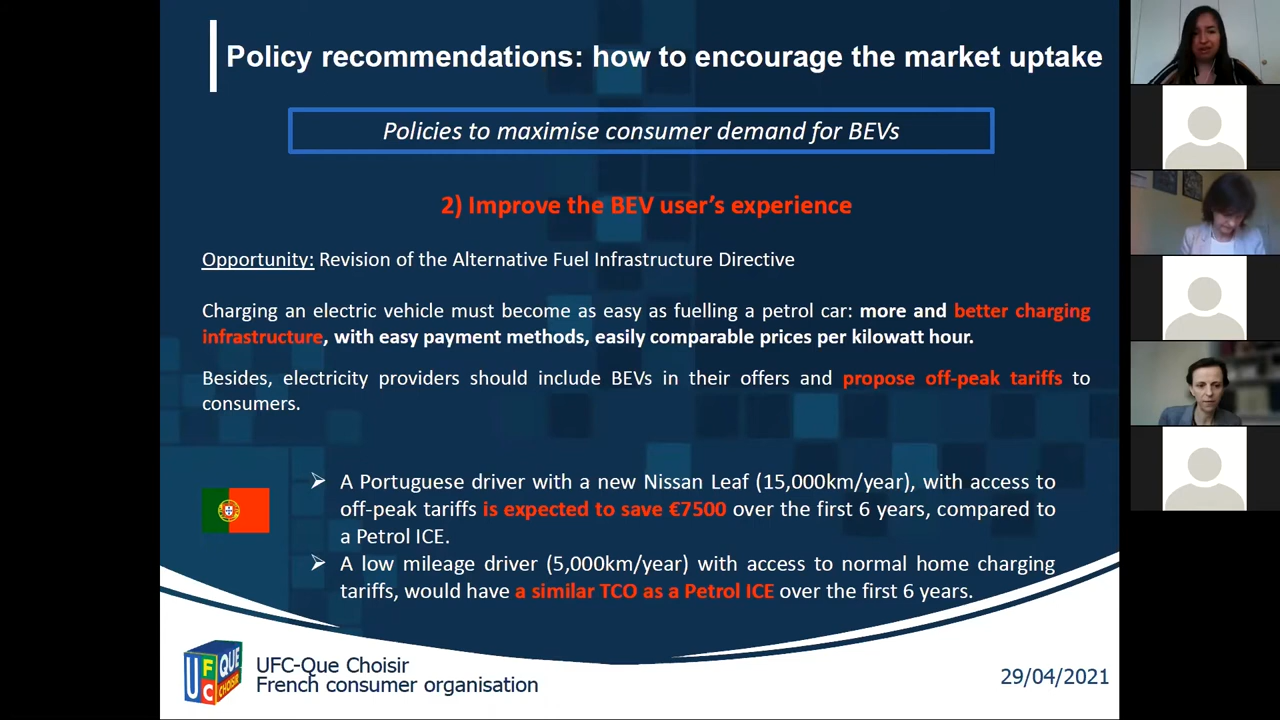 Policy recommendations: how to encourage the market uptake
Policies to maximise consumer demand for BEVs
2) Improve the BEV user’s experience
Opportunity: Revision of the Alternative Fuel Infrastructure Directive
Charging an electric vehicle must become as easy as fuelling a petrol car: more and better charging
infrastructure, with easy payment methods, easily comparable prices per kilowatt hour.
Besides, electricity providers should include BEVs in their offers and propose off-peak tariffs to
consumers.
➢ A Portuguese driver with a new Nissan Leaf (15,000km/year), with access to
off-peak tariffs is expected to save €7500 over the first 6 years, compared to
a Petrol ICE.
➢ A low mileage driver (5,000km/year) with access to normal home charging
tariffs, would have a similar TCO as a Petrol ICE over the first 6 years.
UFC QUE CHOISIR
UFC-Que Choisir
French consumer organisation
29/04/2021